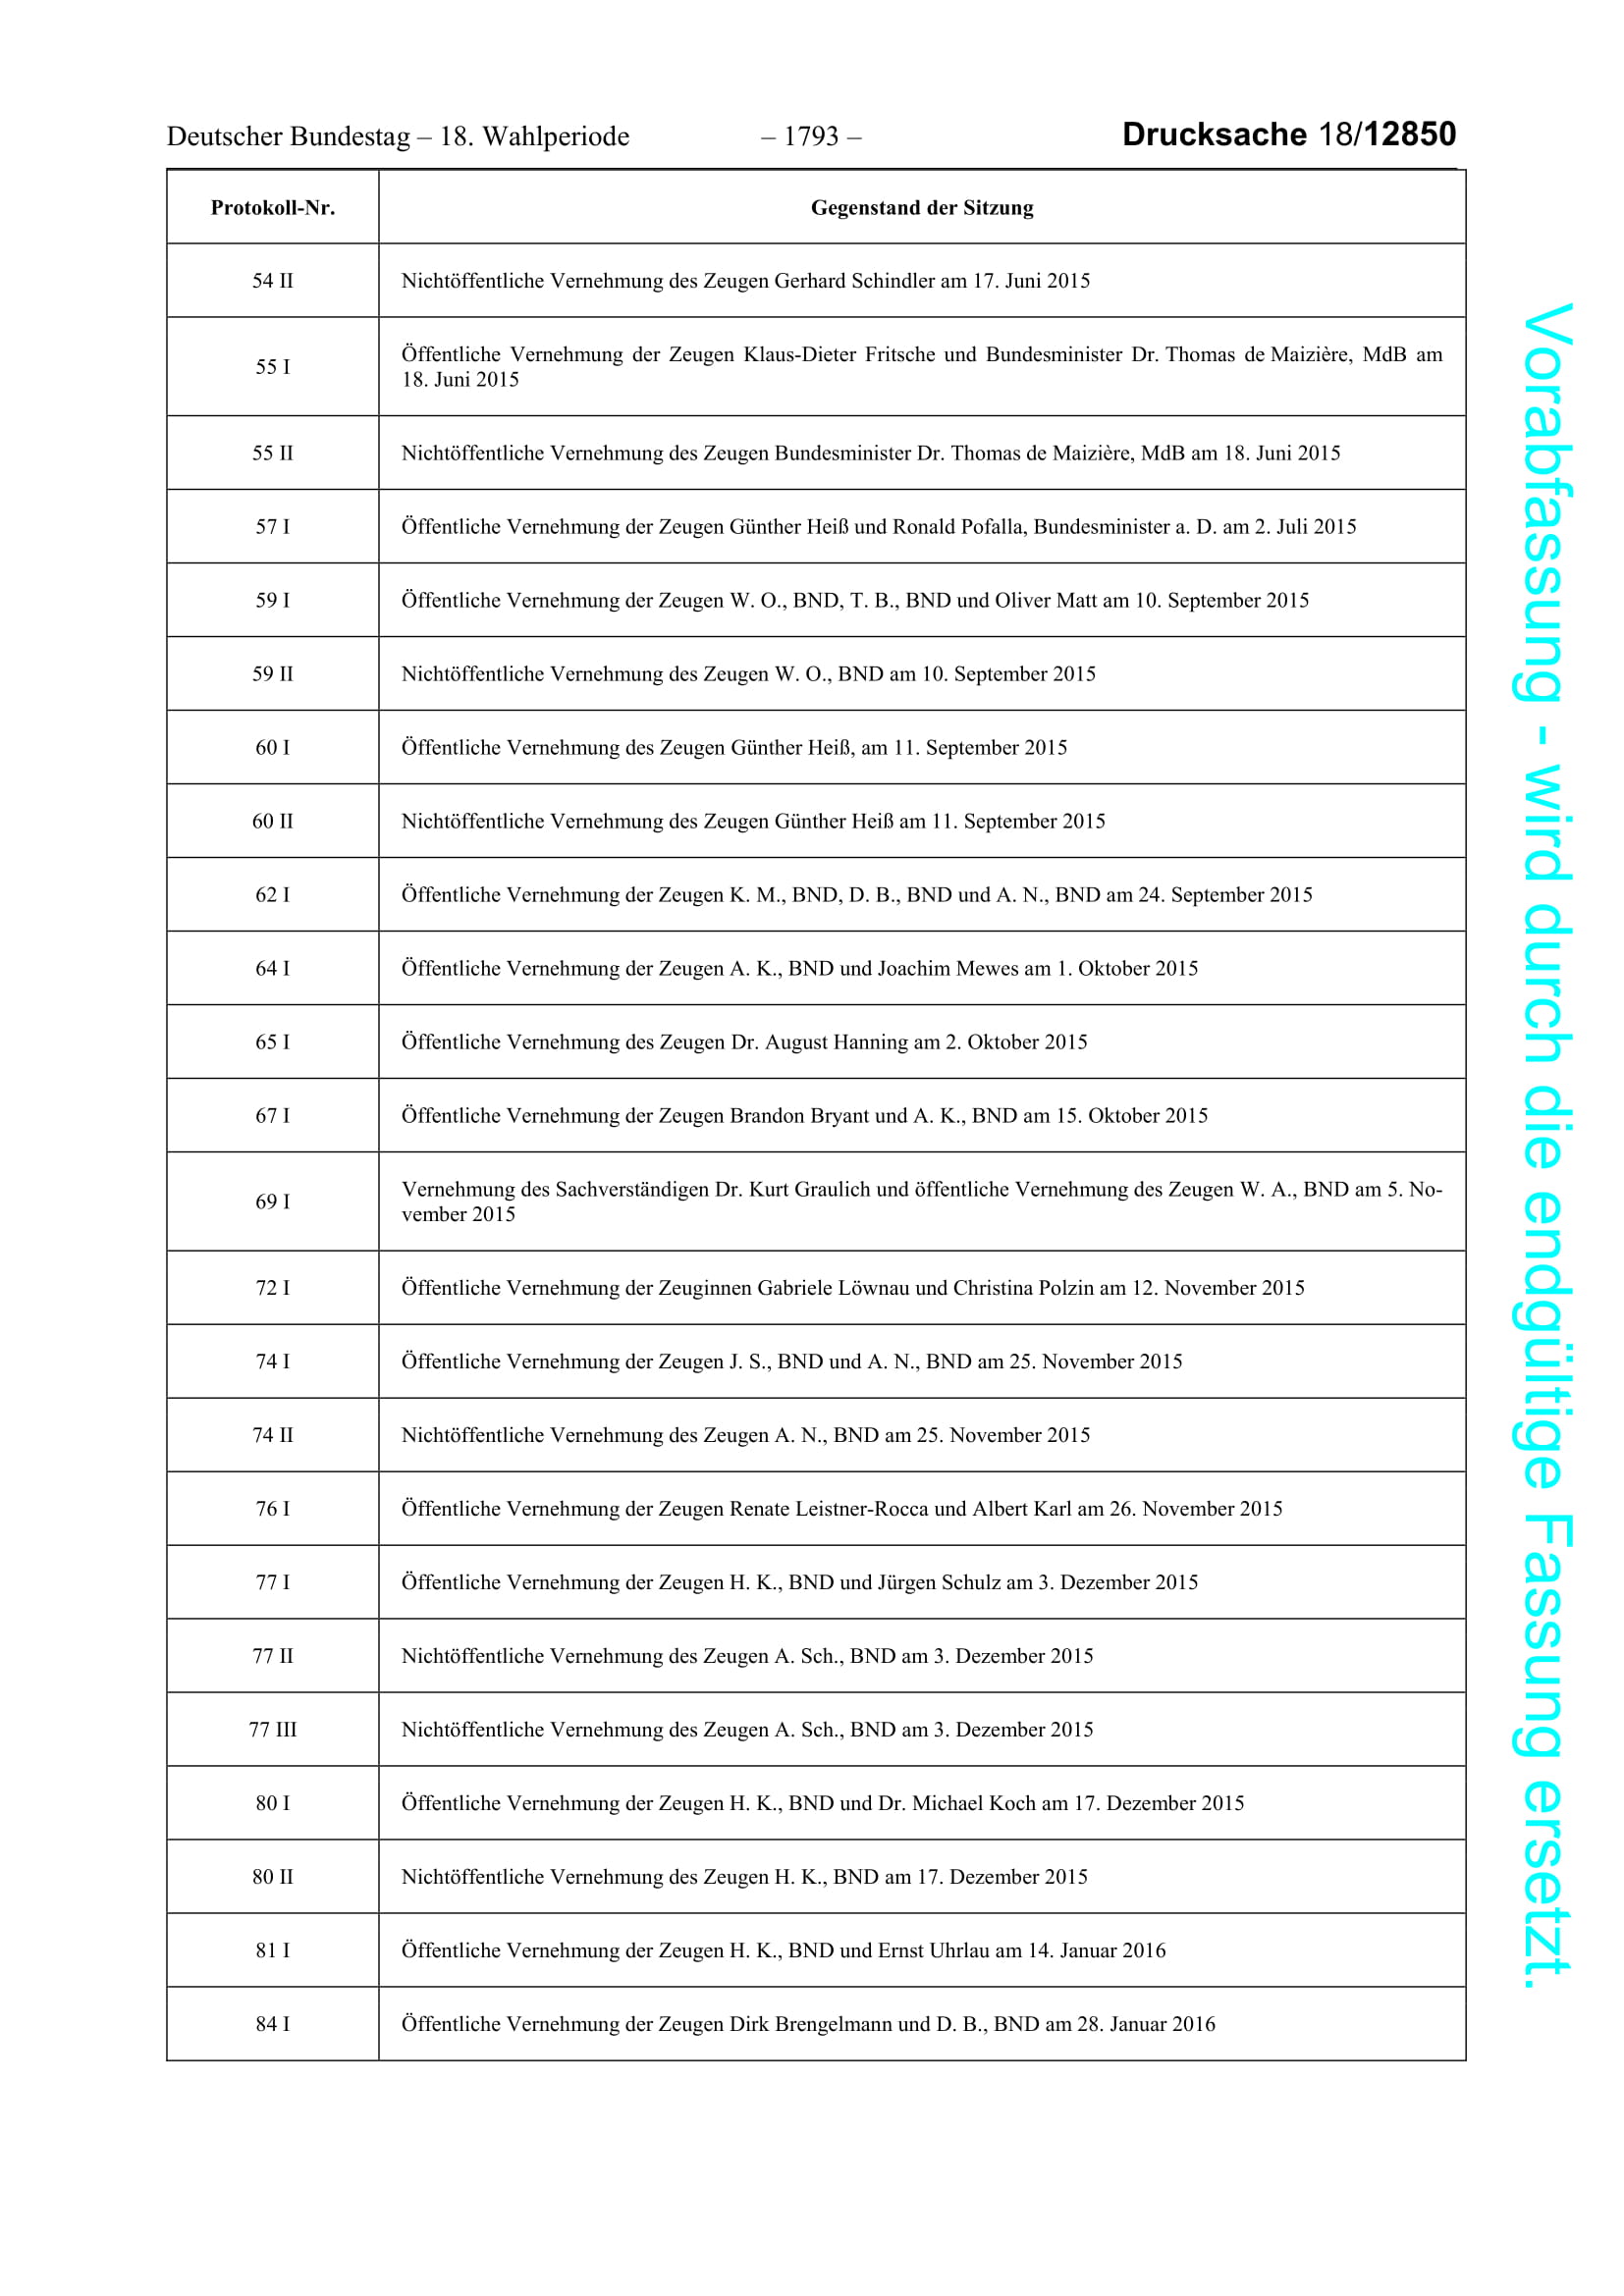 Deutscher Bundestag – 18. Wahlperiode – 1793 – Drucksache 18/12850
Protokoll-Nr. Gegenstand der Sitzung
54 II Nichtöffentliche Vernehmung des Zeugen Gerhard Schindler am 17. Juni 2015
55 I Öffentliche Vernehmung der Zeugen Klaus-Dieter Fritsche und Bundesminister Dr. Thomas de Maizière, MdB am
18. Juni 2015
55 II Nichtöffentliche Vernehmung des Zeugen Bundesminister Dr. Thomas de Maizière, MdB am 18. Juni 2015
57 I Öffentliche Vernehmung der Zeugen Günther Heiß und Ronald Pofalla, Bundesminister a. D. am 2. Juli 2015
59 I Öffentliche Vernehmung der Zeugen W. O., BND, T. B., BND und Oliver Matt am 10. September 2015
59 II Nichtöffentliche Vernehmung des Zeugen W. O., BND am 10. September 2015
60 I Öffentliche Vernehmung des Zeugen Günther Heiß, am 11. September 2015
60 II Nichtöffentliche Vernehmung des Zeugen Günther Heiß am 11. September 2015
62 I Öffentliche Vernehmung der Zeugen K. M., BND, D. B., BND und A. N., BND am 24. September 2015
64 I Öffentliche Vernehmung der Zeugen A. K., BND und Joachim Mewes am 1. Oktober 2015
65 I Öffentliche Vernehmung des Zeugen Dr. August Hanning am 2. Oktober 2015
67 I Öffentliche Vernehmung der Zeugen Brandon Bryant und A. K., BND am 15. Oktober 2015
69 I Vernehmung des Sachverständigen Dr. Kurt Graulich und öffentliche Vernehmung des Zeugen W. A., BND am 5. No-
vember 2015
72 I Öffentliche Vernehmung der Zeuginnen Gabriele Löwnau und Christina Polzin am 12. November 2015
74 I Öffentliche Vernehmung der Zeugen J. S., BND und A. N., BND am 25. November 2015
74 II Nichtöffentliche Vernehmung des Zeugen A. N., BND am 25. November 2015
76 I Öffentliche Vernehmung der Zeugen Renate Leistner-Rocca und Albert Karl am 26. November 2015
77 I Öffentliche Vernehmung der Zeugen H. K., BND und Jürgen Schulz am 3. Dezember 2015
77 II Nichtöffentliche Vernehmung des Zeugen A. Sch., BND am 3. Dezember 2015
77 III Nichtöffentliche Vernehmung des Zeugen A. Sch., BND am 3. Dezember 2015
80 I Öffentliche Vernehmung der Zeugen H. K., BND und Dr. Michael Koch am 17. Dezember 2015
80 II Nichtöffentliche Vernehmung des Zeugen H. K., BND am 17. Dezember 2015
81 I Öffentliche Vernehmung der Zeugen H. K., BND und Ernst Uhrlau am 14. Januar 2016
84 I Öffentliche Vernehmung der Zeugen Dirk Brengelmann und D. B., BND am 28. Januar 2016
Vorabfassung - wird durch die endgültige Fassung ersetzt.